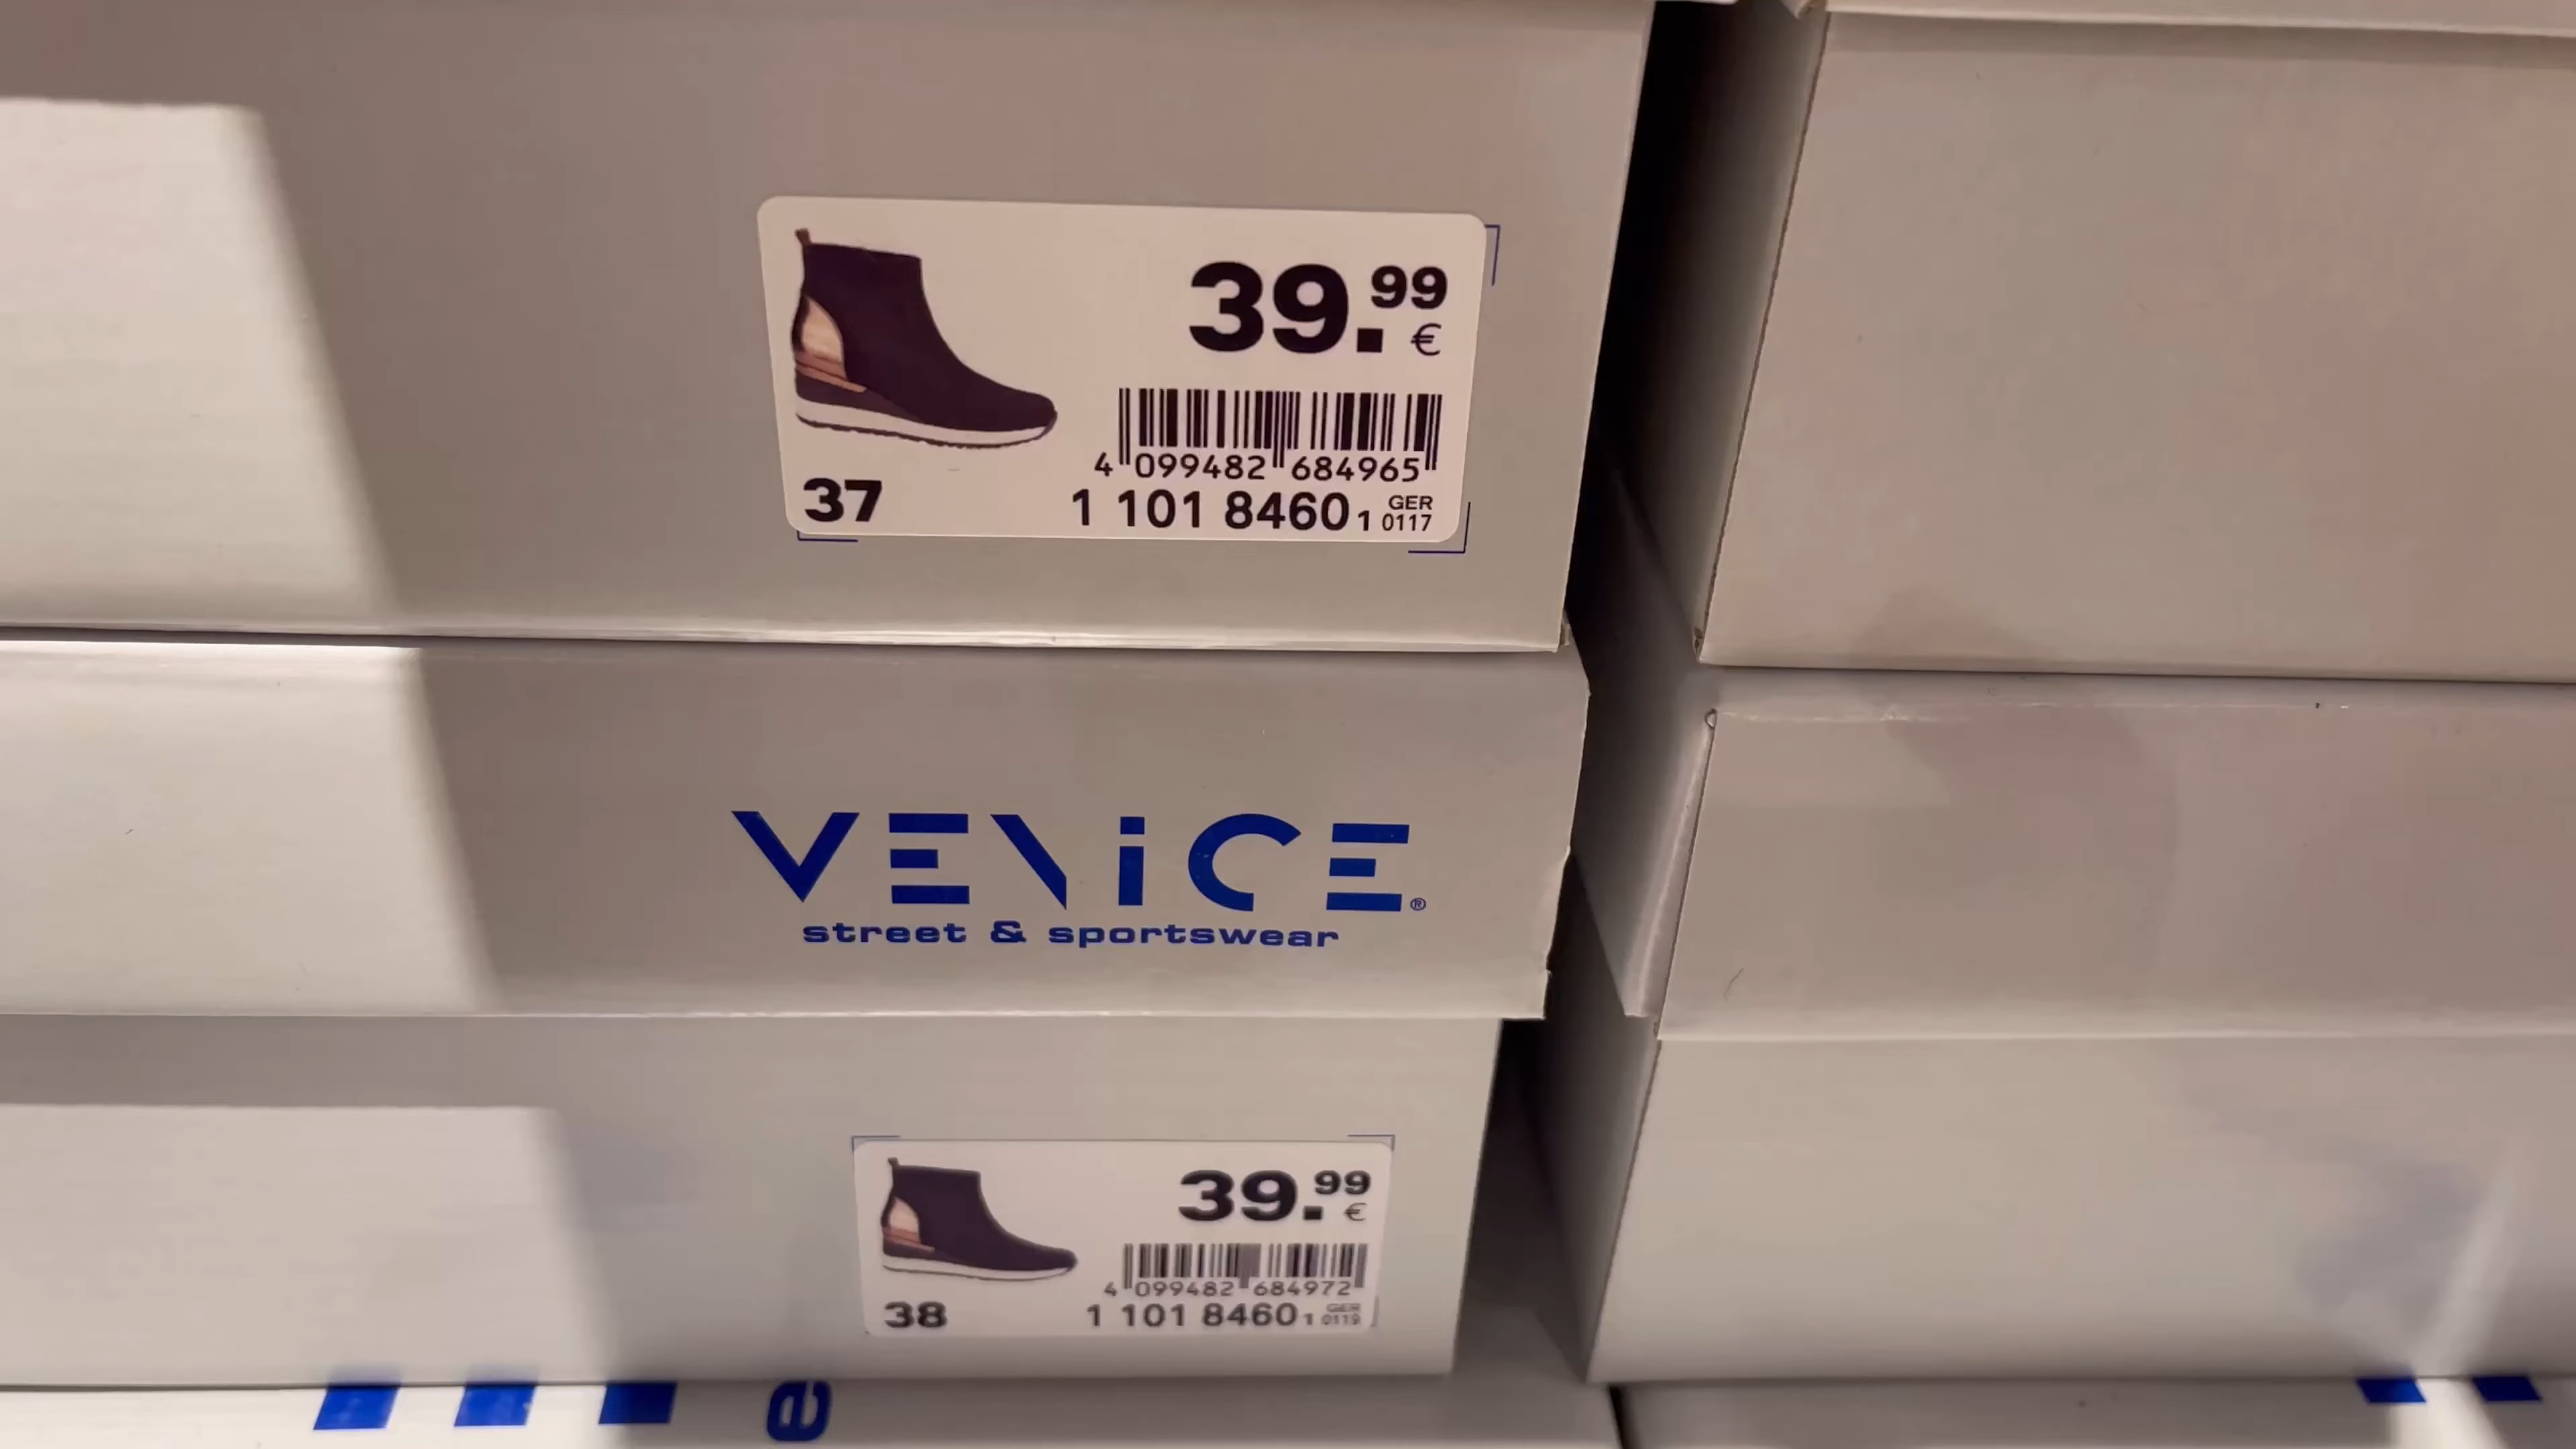 39.99 €
4 099482 684965
37
1 101 8460 1 GER 0117
VENiCE®
street & sportswear
39.99 €
4 099482 684972
38
1 101 8460 1 GER
e